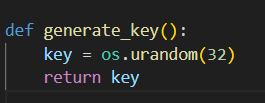 def generate_key():
    key = os.urandom(32)
    return key